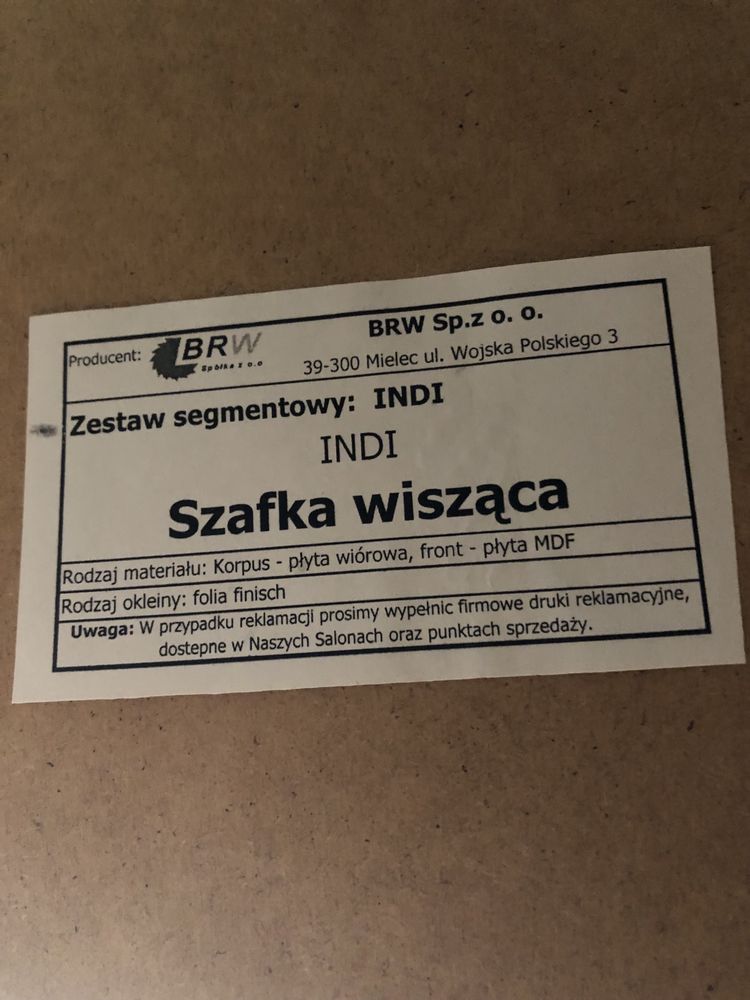 Producent: BRW Spółka z o.o BRW Sp.z o. o.
39-300 Mielec ul. Wojska Polskiego 3
Zestaw segmentowy: INDI
INDI
Szafka wisząca
Rodzaj materiału: Korpus - płyta wiórowa, front - płyta MDF
Rodzaj okleiny: folia finisch
Uwaga: W przypadku reklamacji prosimy wypełnic firmowe druki reklamacyjne,
dostepne w Naszych Salonach oraz punktach sprzedaży.